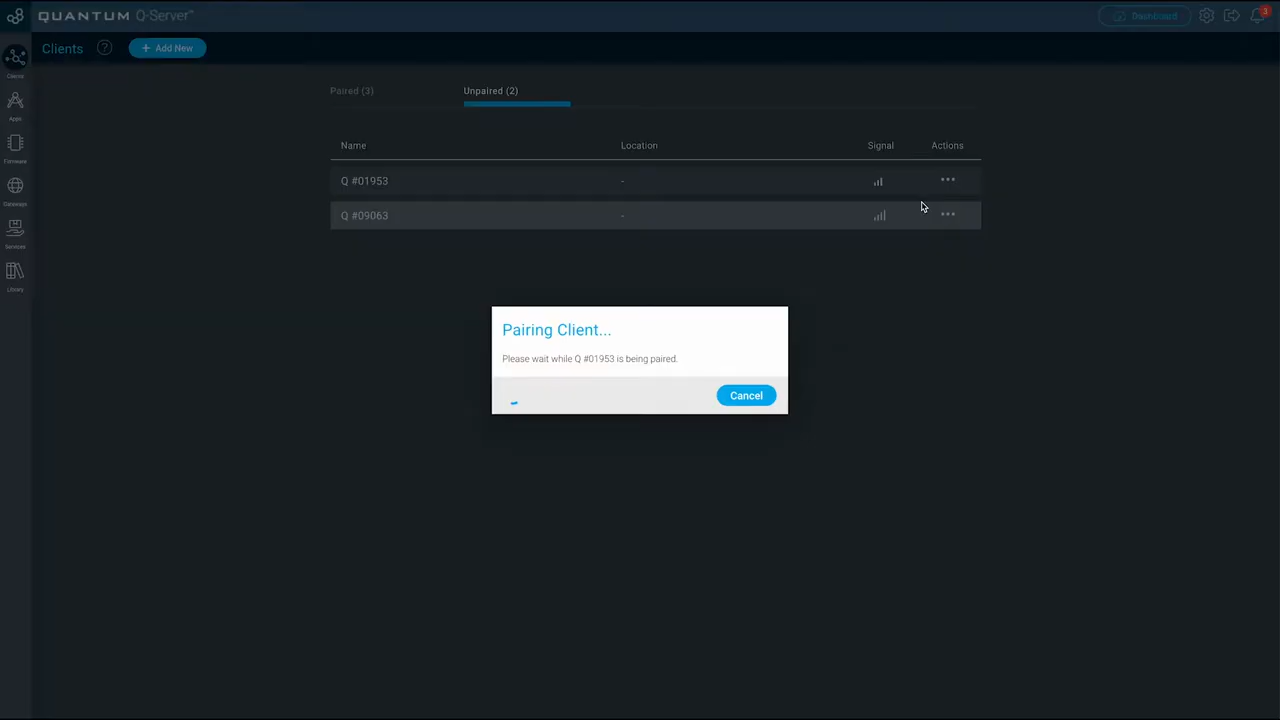 QUANTUM Q-Server™
Dashboard
3
Clients
?
+ Add New
Clients
Apps
Firmware
Gateways
Services
Library
Paired (3)
Unpaired (2)
Name Location Signal Actions
Q #01953 - •••
Q #09063 - •••
Pairing Client...
Please wait while Q #01953 is being paired.
Cancel